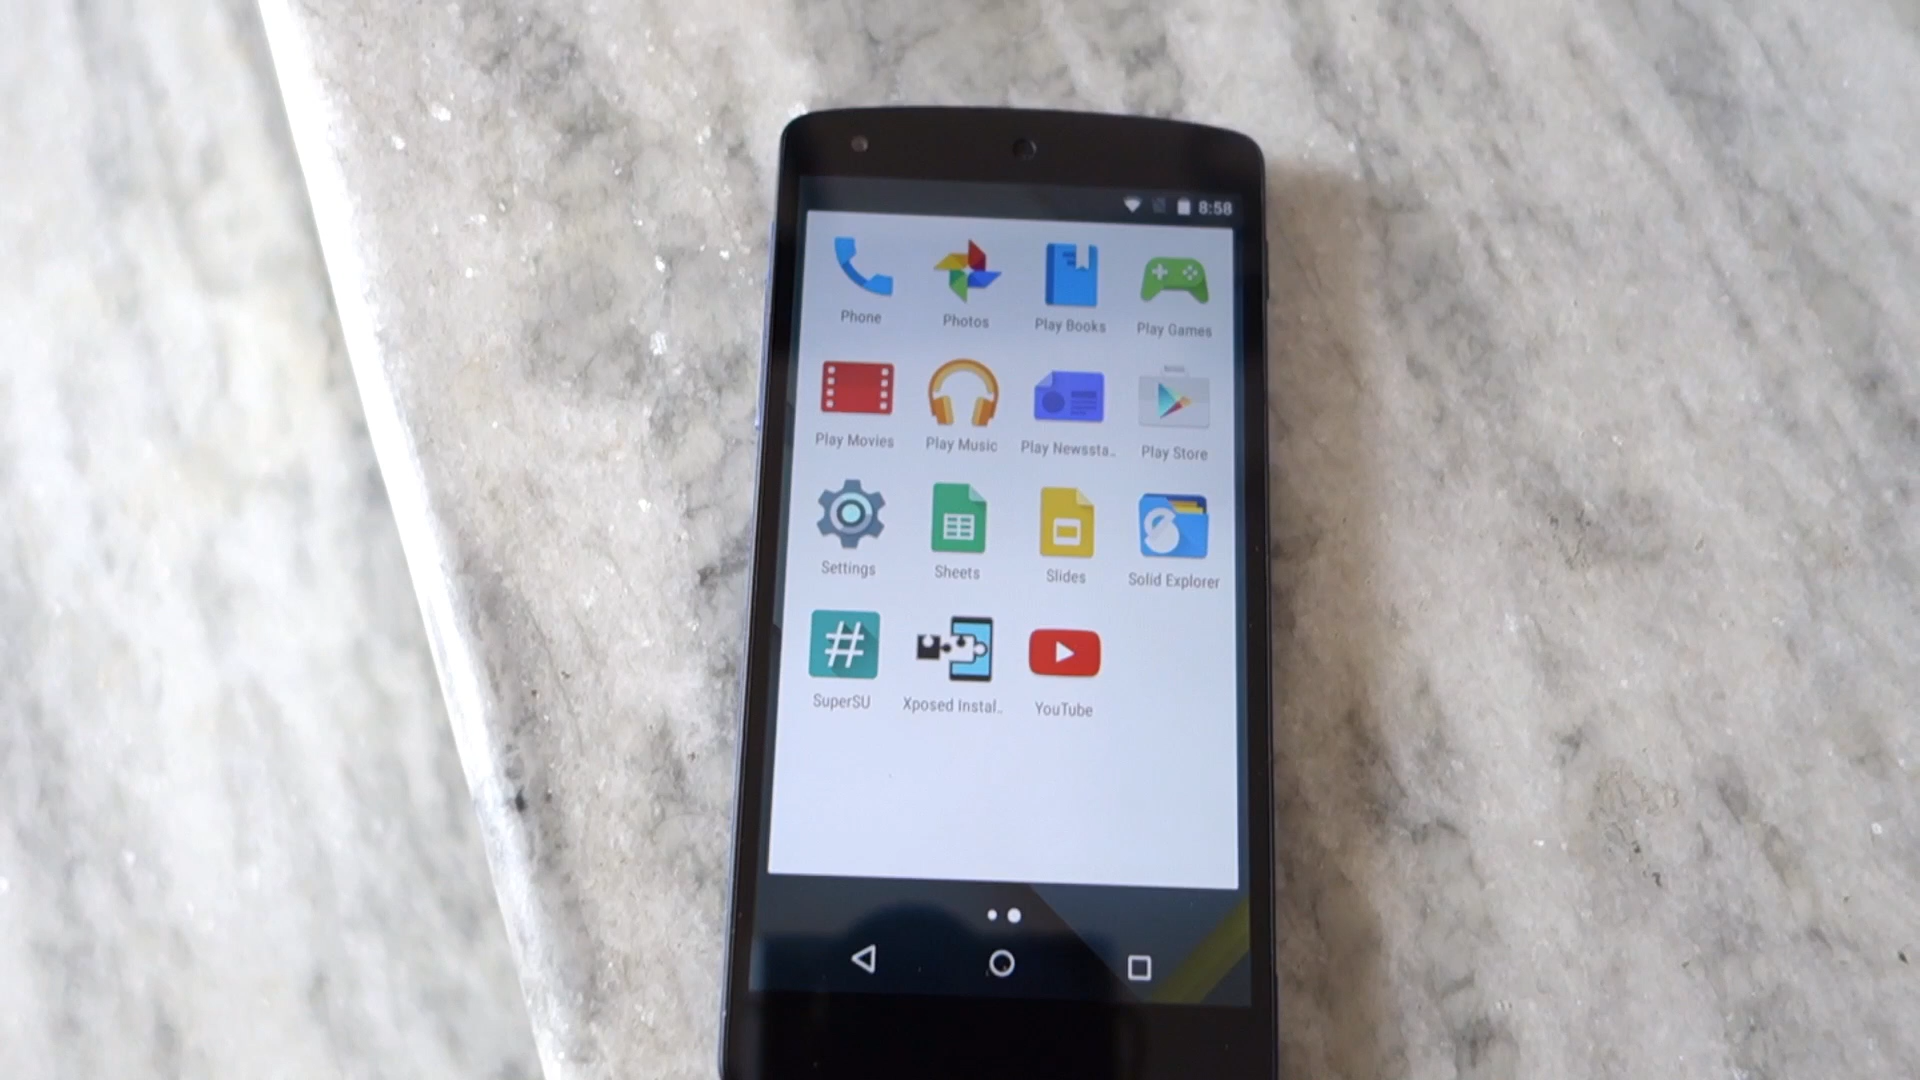 8:58
Phone
Photos
Play Books
Play Games
Play Movies
Play Music
Play Newssta..
Play Store
Settings
Sheets
Slides
Solid Explorer
#
SuperSU
Xposed Instal..
YouTube